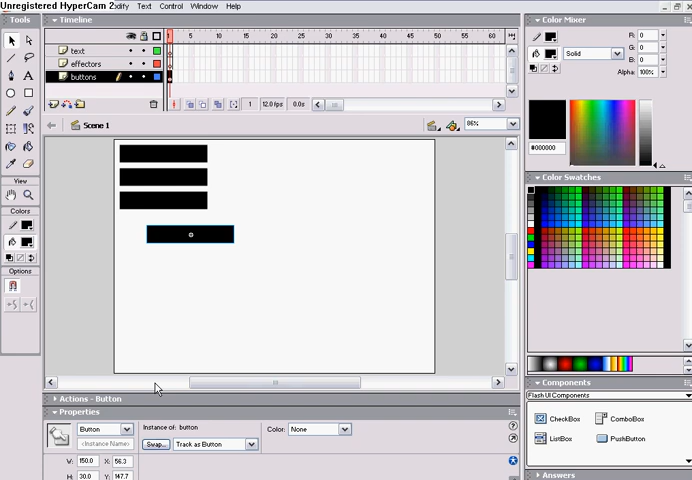 Unregistered HyperCam 2
dify Text Control Window Help
Tools
Timeline
Color Mixer
1 5 10 15 20 25 30 35 40 45 50 55 60
text
effectors
buttons
1 12.0 fps 0.0s
Scene 1
86%
Solid
R: 0
G: 0
B: 0
Alpha: 100%
#000000
View
Colors
Options
Color Swatches
Components
Flash UI Components
CheckBox
ComboBox
ListBox
PushButton
Answers
Actions - Button
Properties
Button
Instance of: button
Color: None
<Instance Name>
Swap...
Track as Button
W: 150.0 X: 56.3
H: 30.0 Y: 147.7